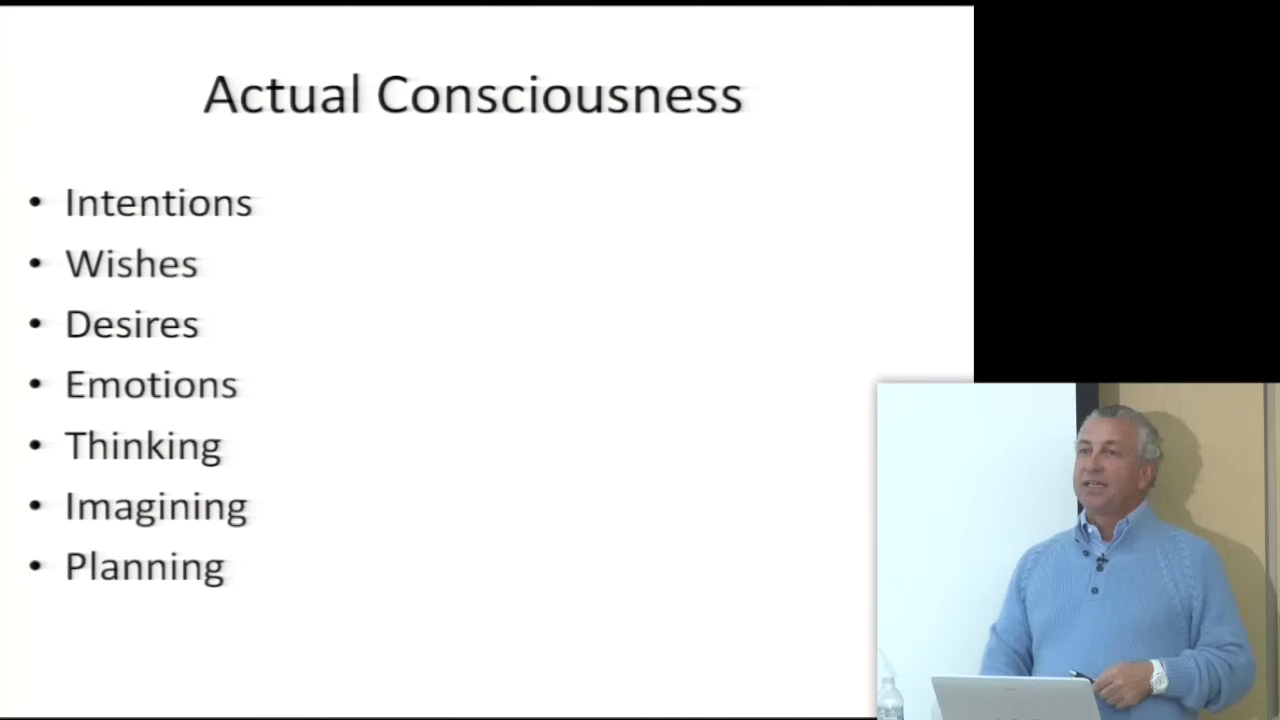 Actual Consciousness
• Intentions
• Wishes
• Desires
• Emotions
• Thinking
• Imagining
• Planning